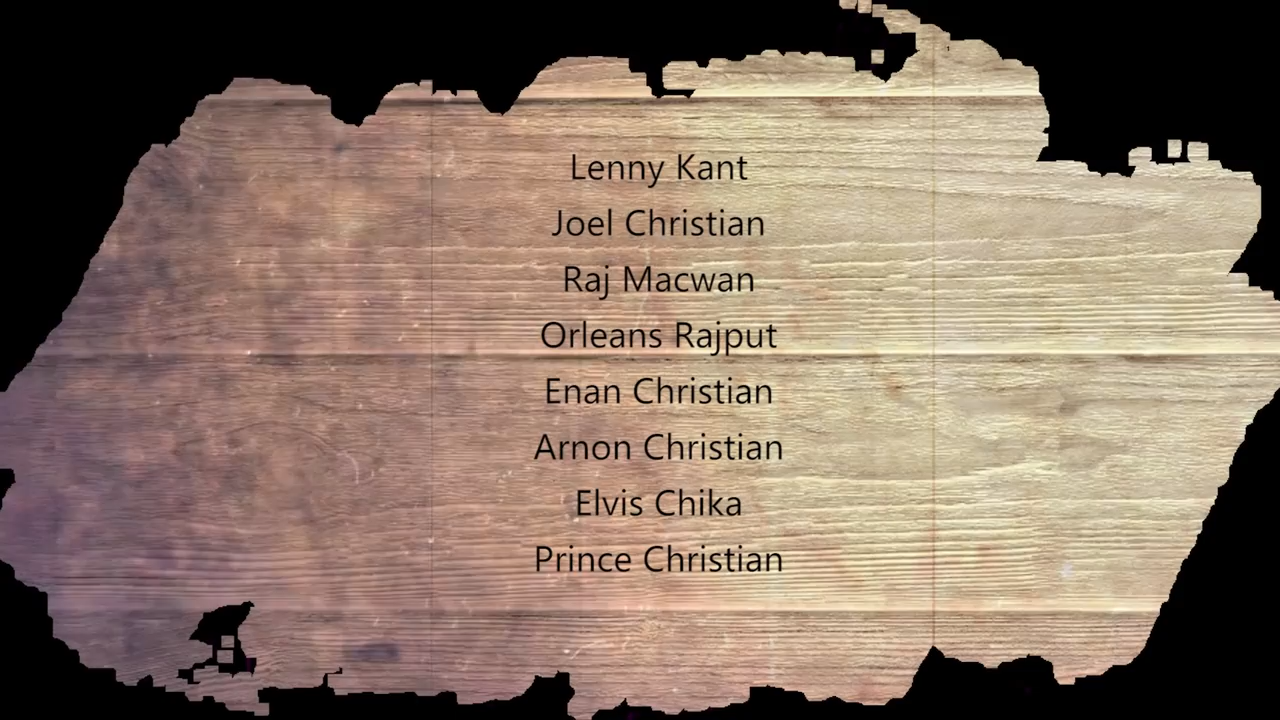 Lenny Kant
Joel Christian
Raj Macwan
Orleans Rajput
Enan Christian
Arnon Christian
Elvis Chika
Prince Christian